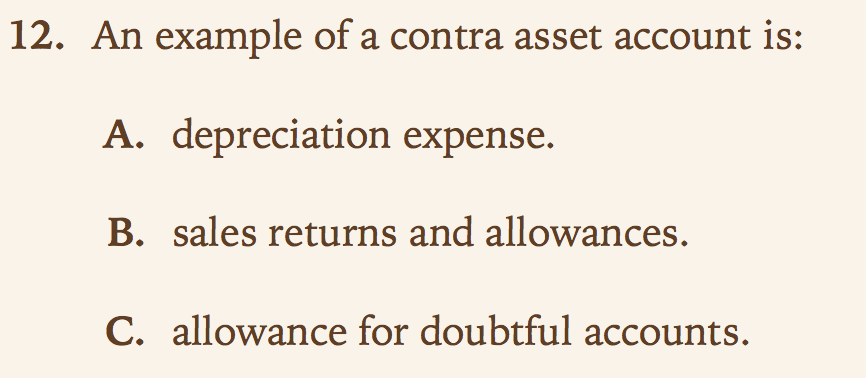 12. An example of a contra asset account is:
A. depreciation expense.
B. sales returns and allowances.
C. allowance for doubtful accounts.